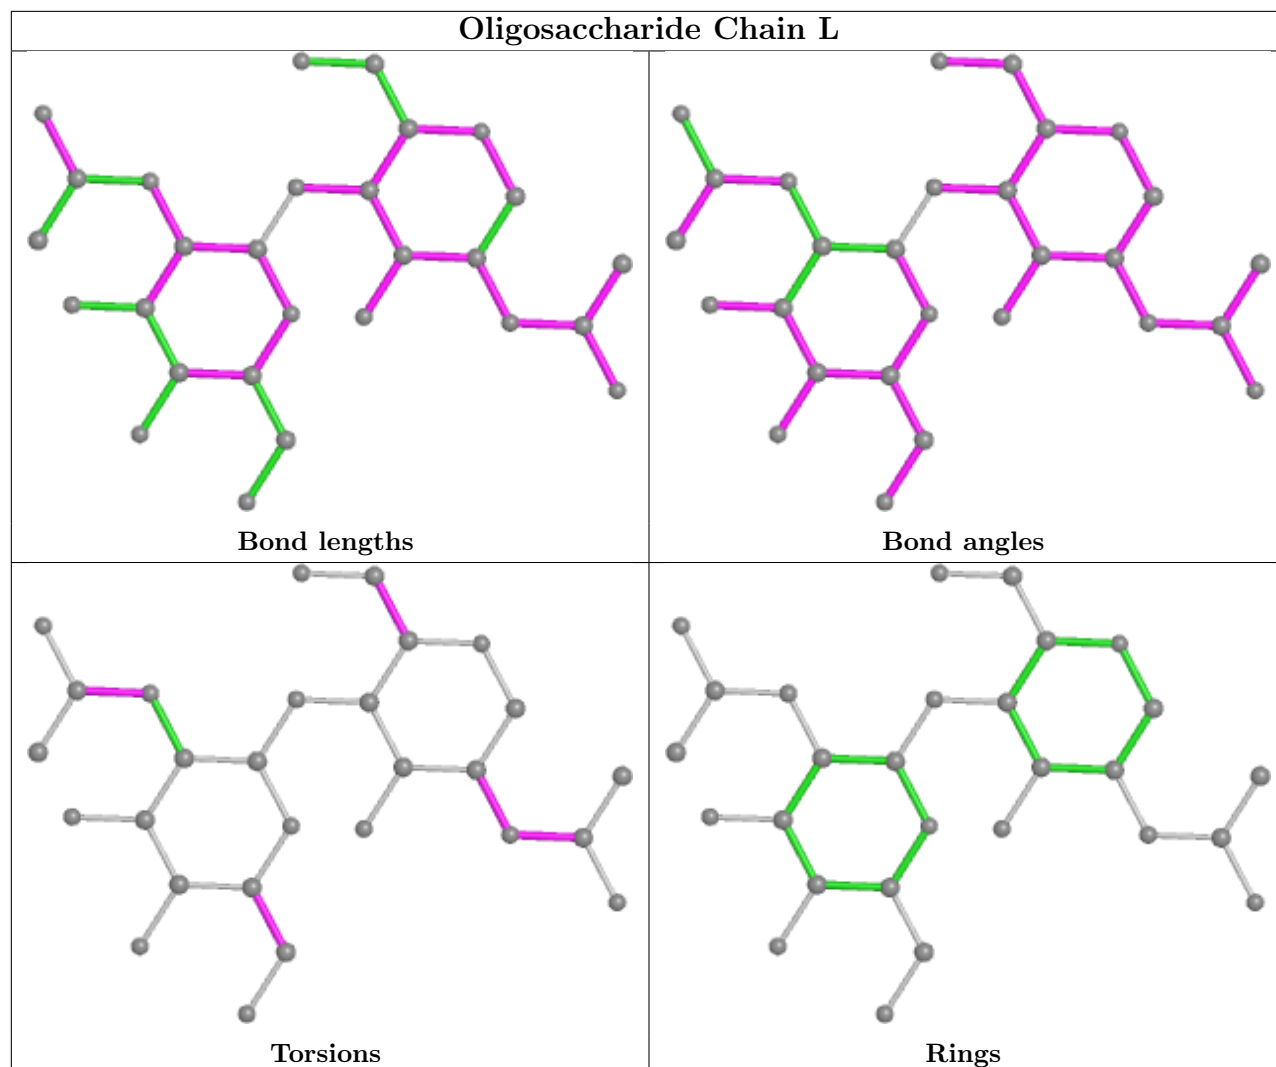 Oligosaccharide Chain L
Bond lengths
Bond angles
Torsions
Rings